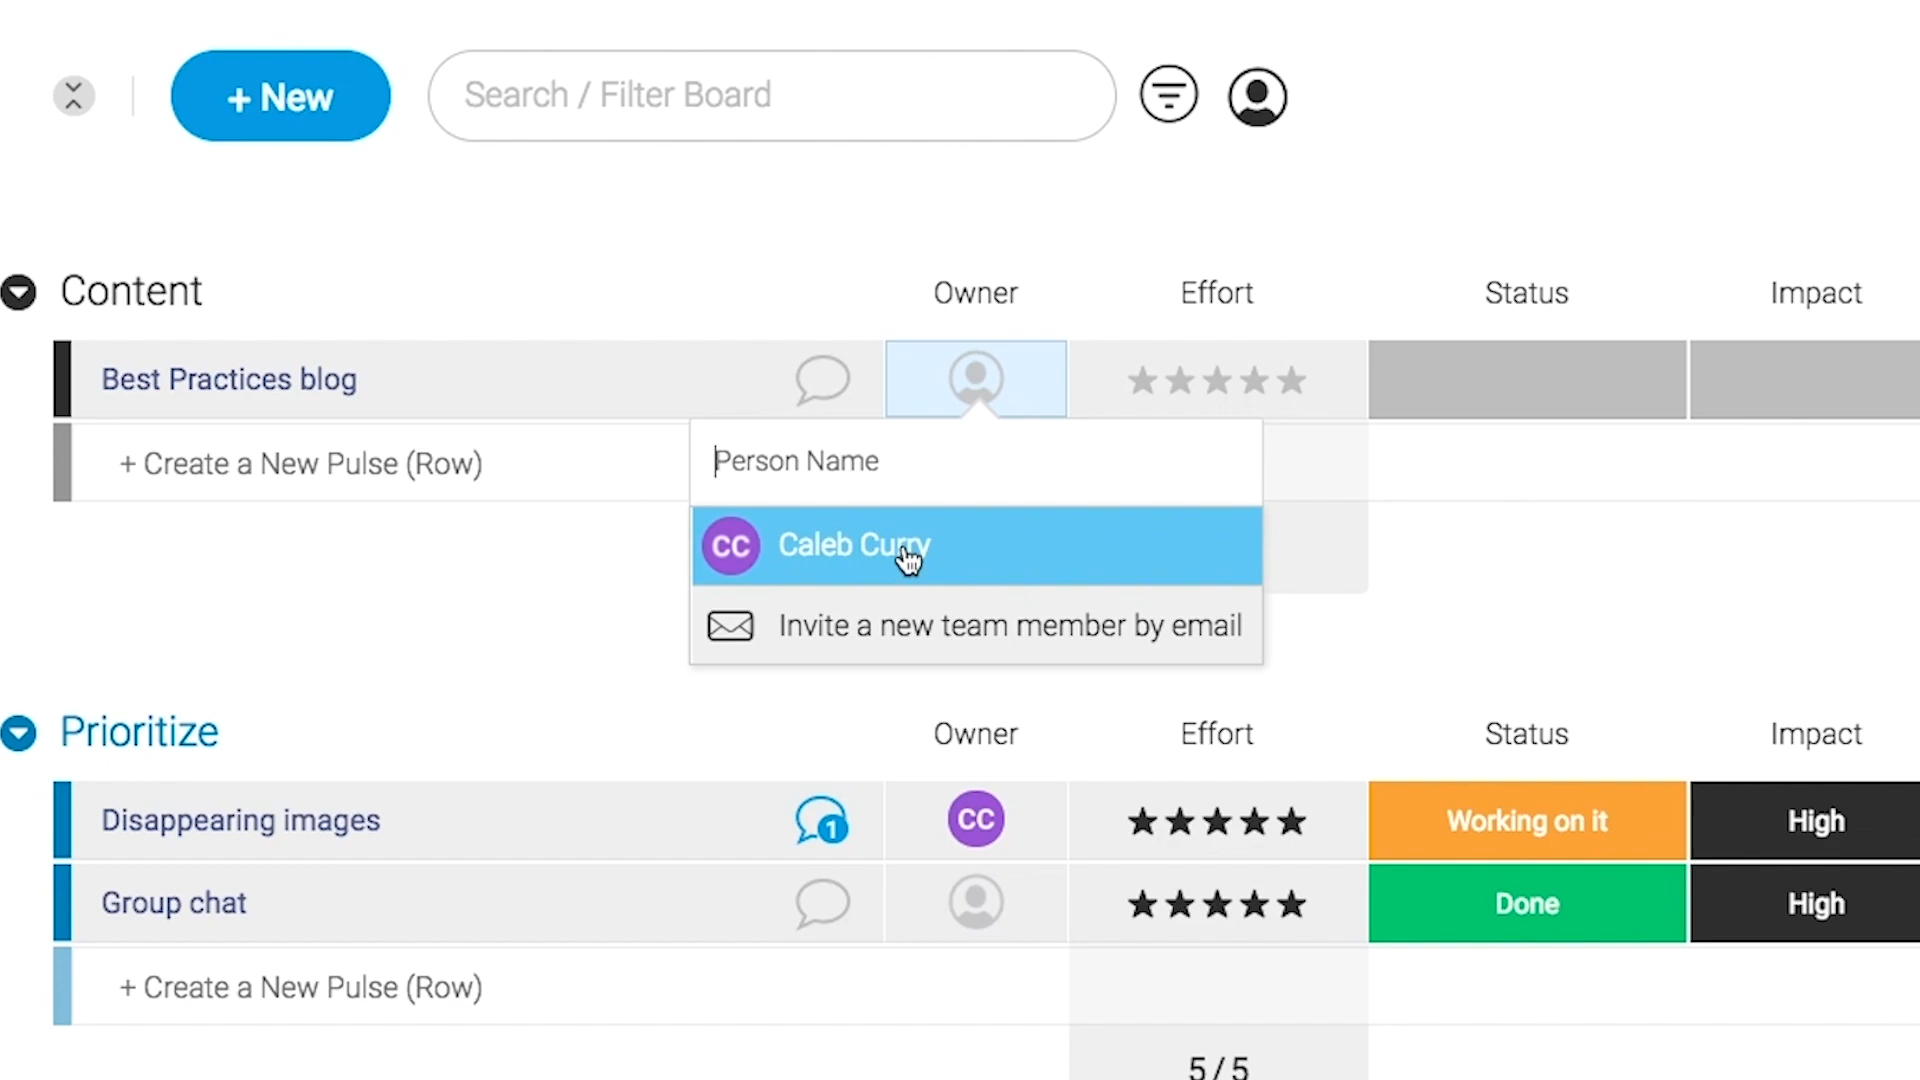 + New
Search / Filter Board
Content
Owner
Effort
Status
Impact
Best Practices blog
+ Create a New Pulse (Row)
Person Name
CC
Caleb Curry
Invite a new team member by email
Prioritize
Owner
Effort
Status
Impact
Disappearing images
1
CC
Working on it
High
Group chat
Done
High
+ Create a New Pulse (Row)
5 / 5